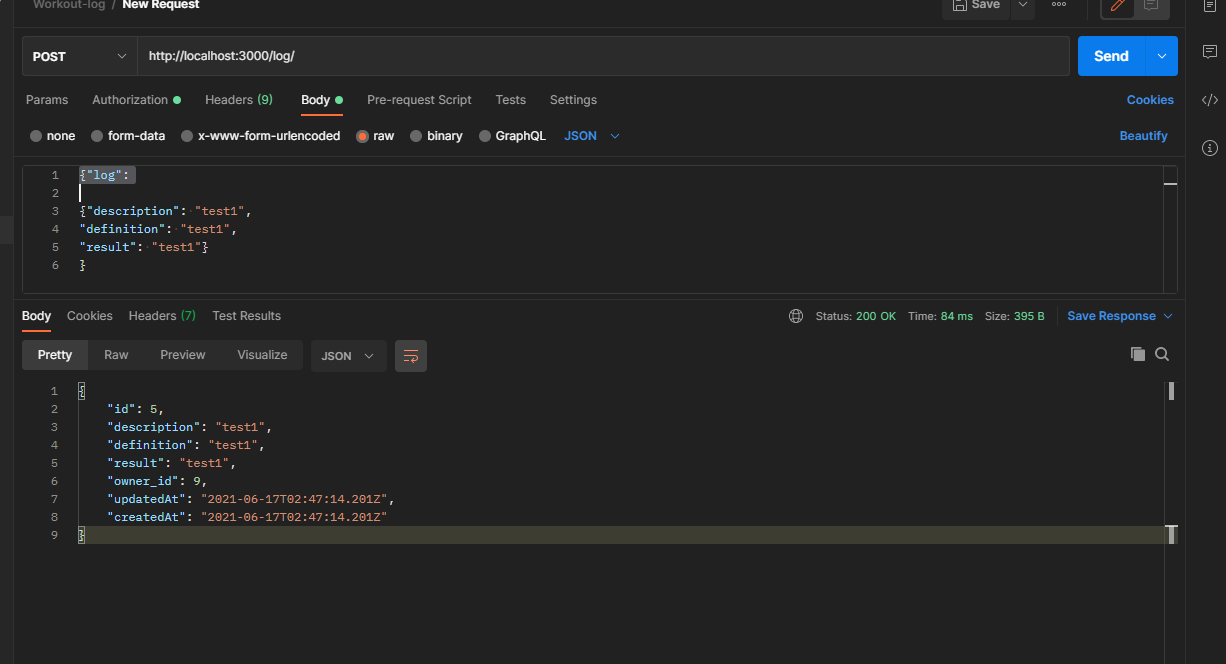 Workout-log / New Request
Save
POST http://localhost:3000/log/ Send
Params Authorization Headers (9) Body Pre-request Script Tests Settings Cookies
none form-data x-www-form-urlencoded raw binary GraphQL JSON Beautify
1 {"log":
2
3 {"description": "test1",
4 "definition": "test1",
5 "result": "test1"}
6 }
Body Cookies Headers (7) Test Results Status: 200 OK Time: 84 ms Size: 395 B Save Response
Pretty Raw Preview Visualize JSON
1 {
2 "id": 5,
3 "description": "test1",
4 "definition": "test1",
5 "result": "test1",
6 "owner_id": 9,
7 "updatedAt": "2021-06-17T02:47:14.201Z",
8 "createdAt": "2021-06-17T02:47:14.201Z"
9 }